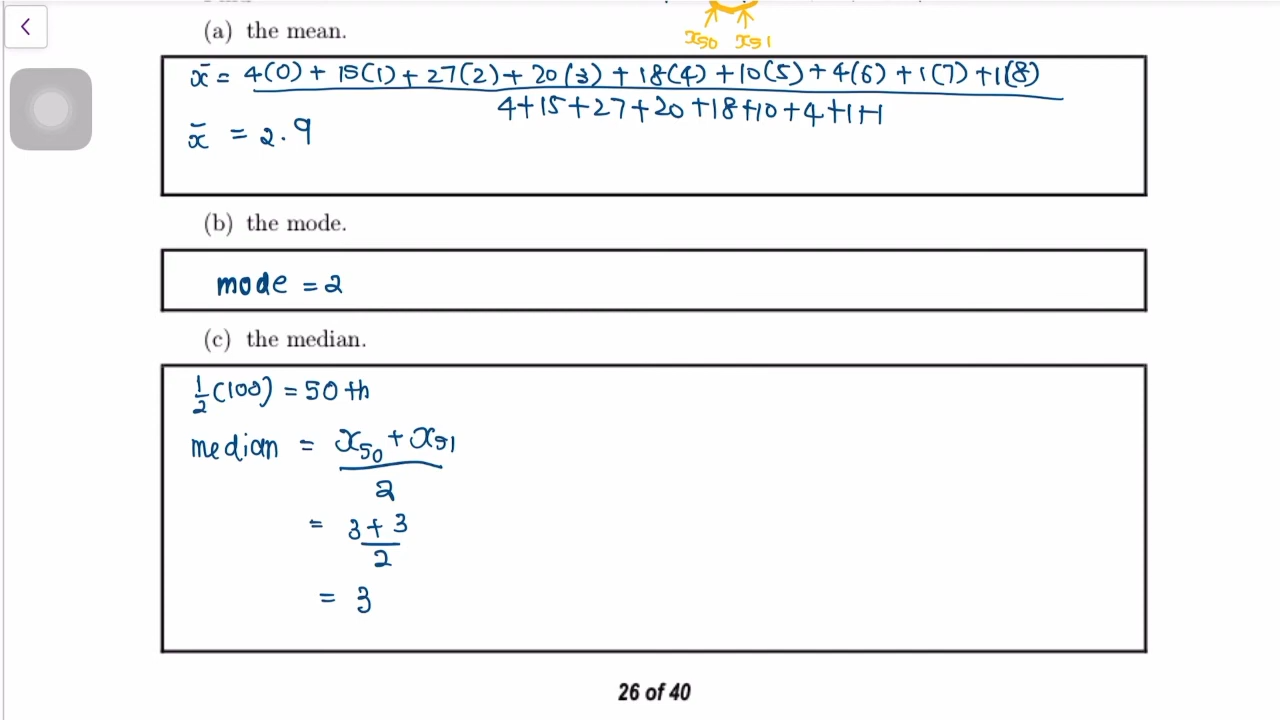 x₅₀ x₅₁
(a) the mean.
x̄ = 4(0) + 15(1) + 27(2) + 20(3) + 18(4) + 10(5) + 4(6) + 1(7) + 1(8)
4+15+27+20+18+10+4+1+1
x̄ = 2.9
(b) the mode.
mode = 2
(c) the median.
½(100) = 50th
median = x₅₀ + x₅₁
2
= 3 + 3
2
= 3
26 of 40